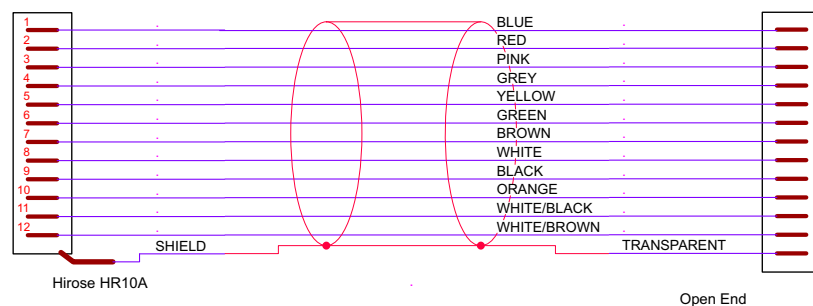 1 BLUE
2 RED
3 PINK
4 GREY
5 YELLOW
6 GREEN
7 BROWN
8 WHITE
9 BLACK
10 ORANGE
11 WHITE/BLACK
12 WHITE/BROWN
SHIELD TRANSPARENT
Hirose HR10A
Open End